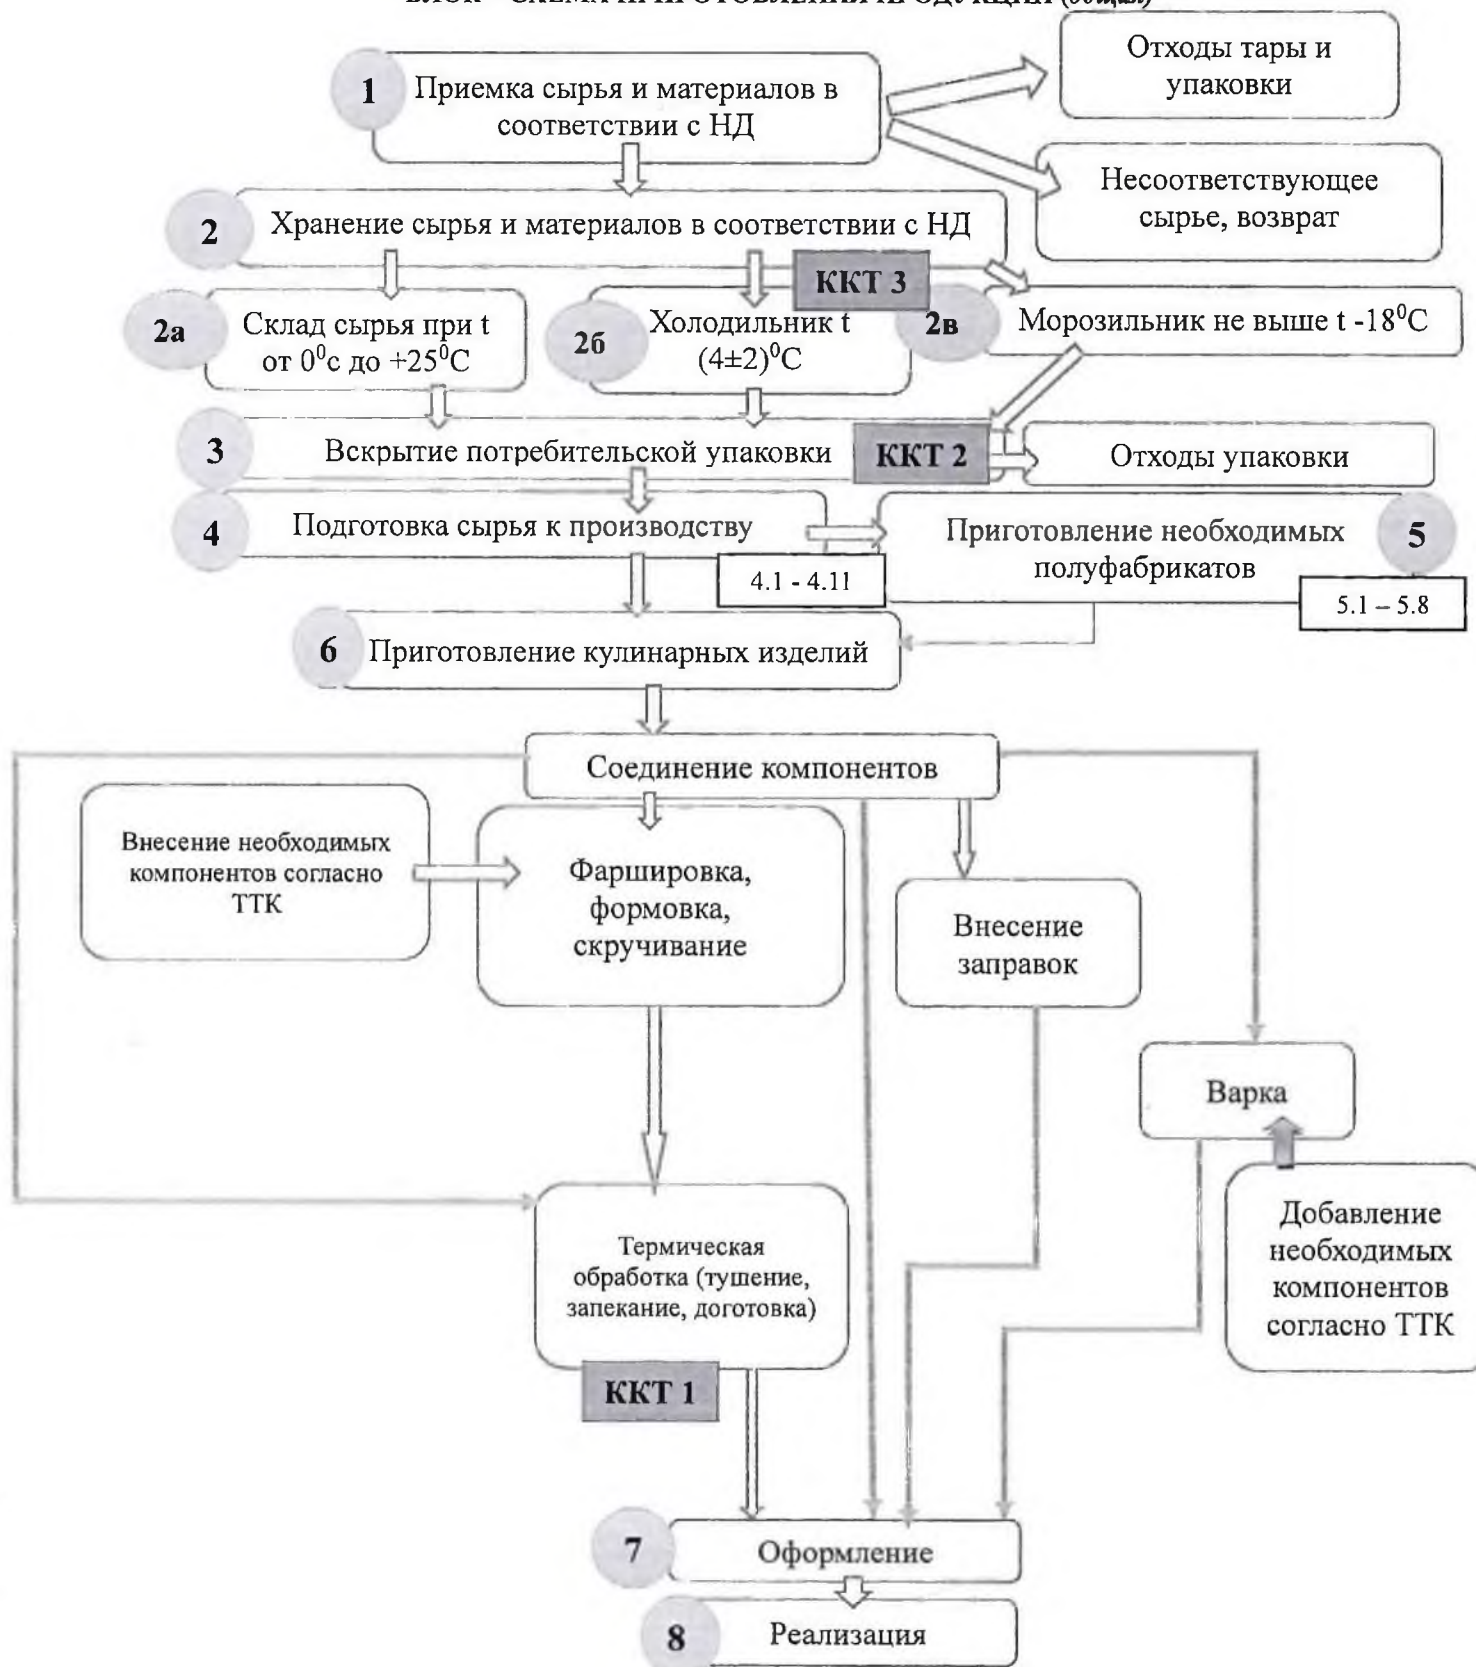 БЛОК – СХЕМА ПРИГОТОВЛЕНИЯ ПРОДУКЦИИ (общая)
1
Приемка сырья и материалов в
соответствии с НД
Отходы тары и
упаковки
Несоответствующее
сырье, возврат
2
Хранение сырья и материалов в соответствии с НД
ККТ 3
2а
Склад сырья при t
от 0⁰с до +25⁰С
2б
Холодильник t
(4±2)⁰С
2в
Морозильник не выше t -18⁰С
3
Вскрытие потребительской упаковки
ККТ 2
Отходы упаковки
4
Подготовка сырья к производству
4.1 - 4.11
Приготовление необходимых
полуфабрикатов
5
5.1 – 5.8
6
Приготовление кулинарных изделий
Соединение компонентов
Внесение необходимых
компонентов согласно
ТТК
Фаршировка,
формовка,
скручивание
Внесение
заправок
Варка
Добавление
необходимых
компонентов
согласно ТТК
Термическая
обработка (тушение,
запекание, доготовка)
ККТ 1
7
Оформление
8
Реализация